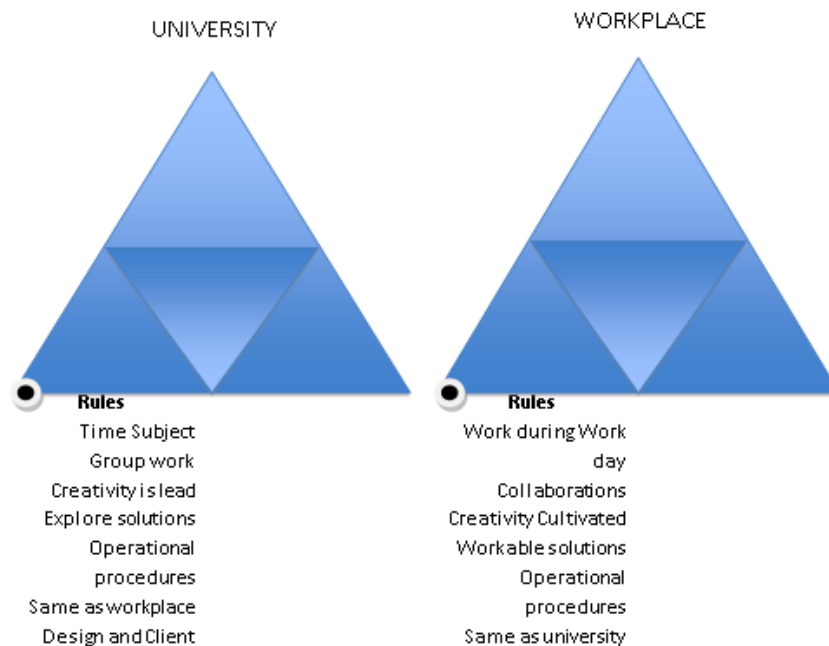 UNIVERSITY
Rules
Time Subject
Group work
Creativity is lead
Explore solutions
Operational
procedures
Same as workplace
Design and Client
WORKPLACE
Rules
Work during Work
day
Collaborations
Creativity Cultivated
Workable solutions
Operational
procedures
Same as university